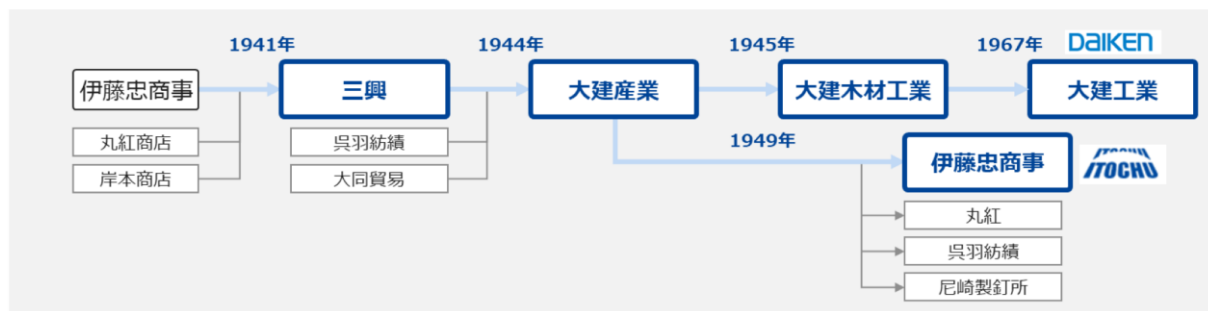 1941年
1944年
1945年
1967年
DAIKEN
伊藤忠商事
三興
大建産業
大建木材工業
大建工業
丸紅商店
岸本商店
呉羽紡績
大同貿易
1949年
伊藤忠商事
ITOCHU
丸紅
呉羽紡績
尼崎製釘所